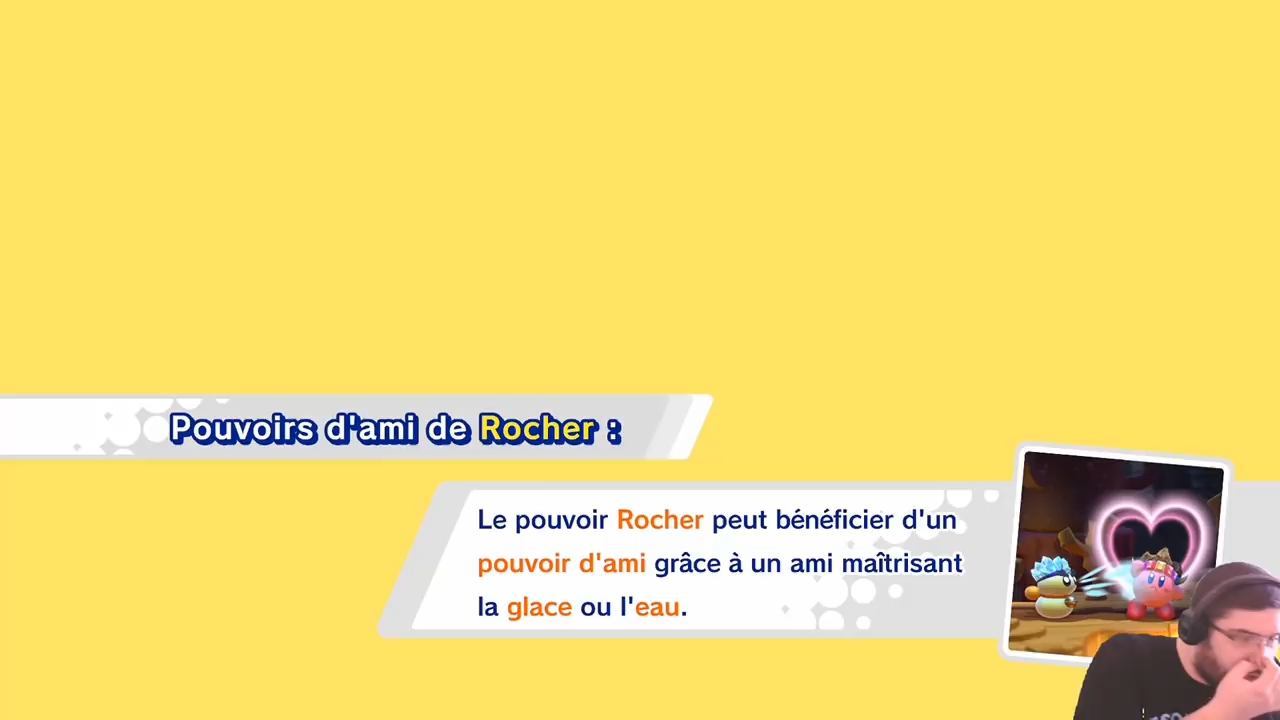 Pouvoirs d'ami de Rocher :
Le pouvoir Rocher peut bénéficier d'un
pouvoir d'ami grâce à un ami maîtrisant
la glace ou l'eau.